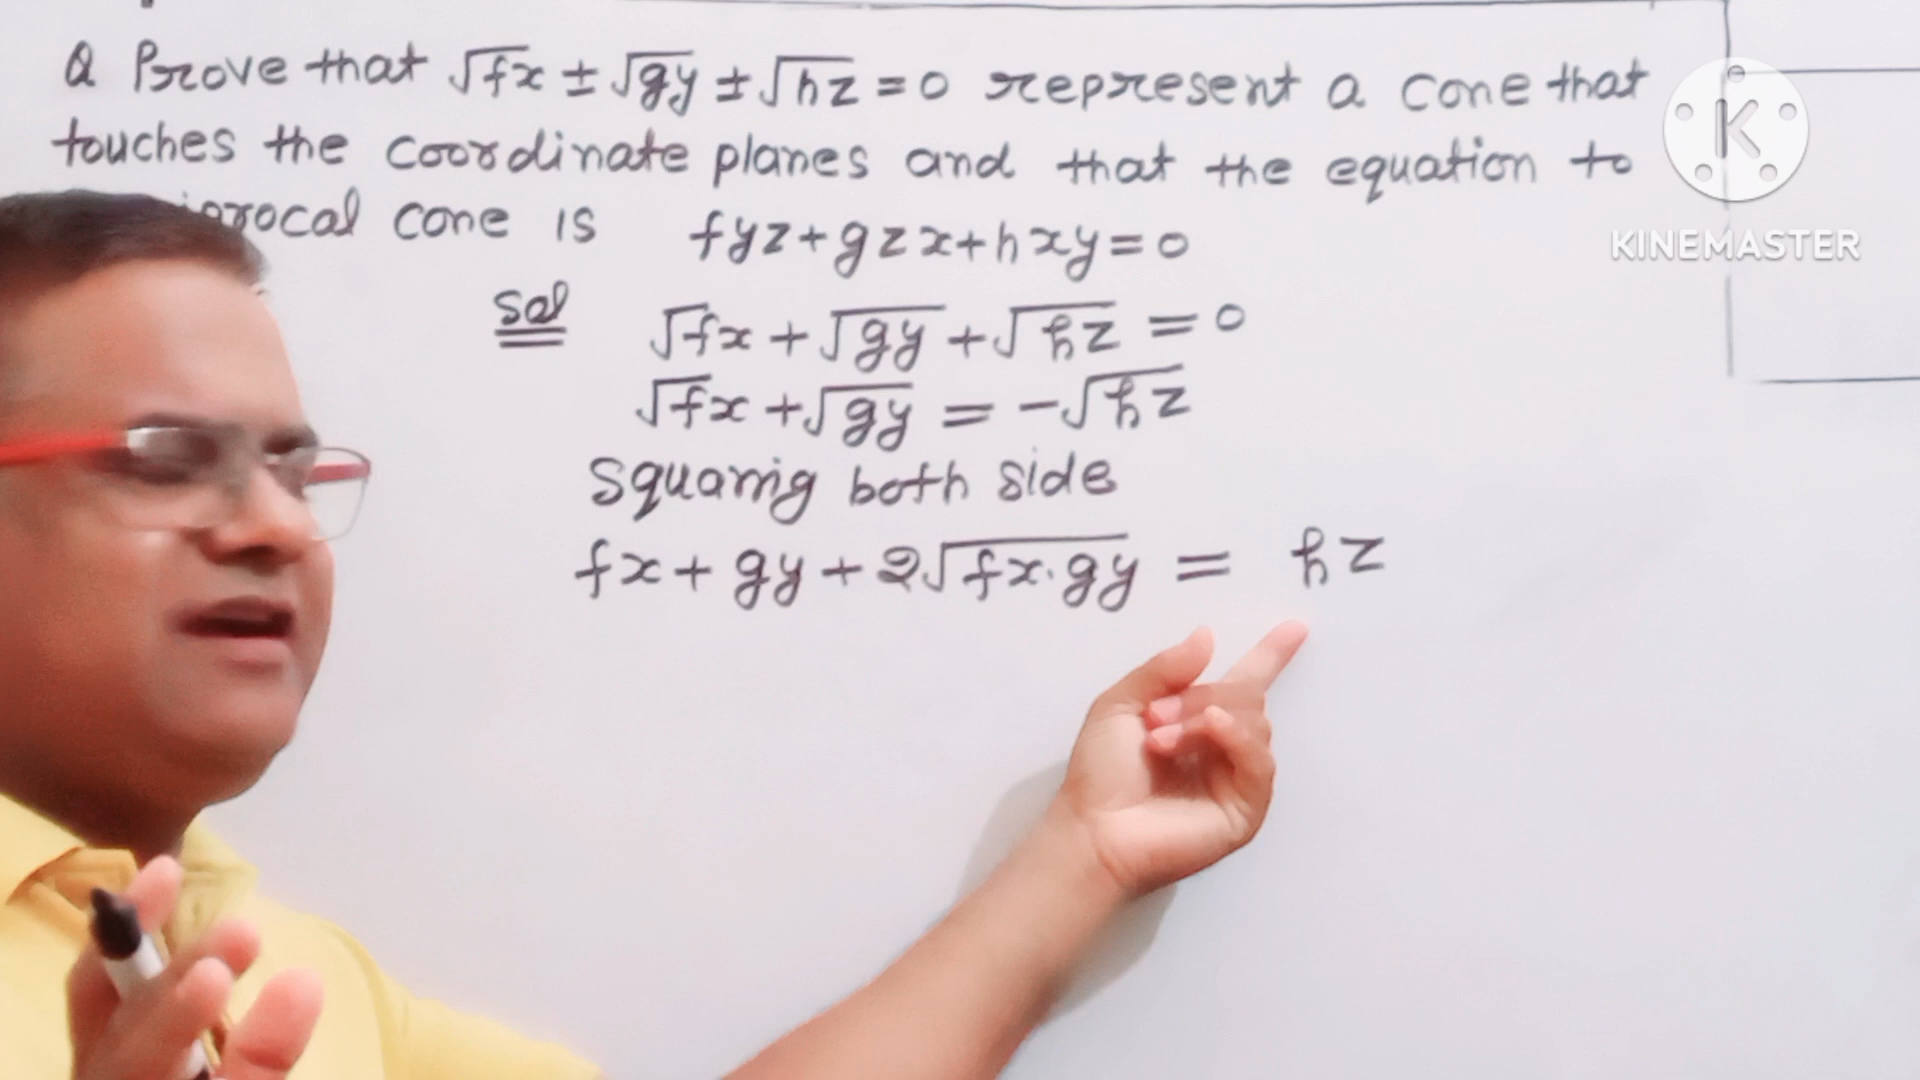 Q Prove that √fx ± √gy ± √hz = 0 represent a cone that
touches the coordinate planes and that the equation to
cone is fyz + gzx + hxy = 0
Sol √fx + √gy + √hz = 0
√fx + √gy = -√hz
Squaring both side
fx + gy + 2√fx.gy = hz
K
KINEMASTER